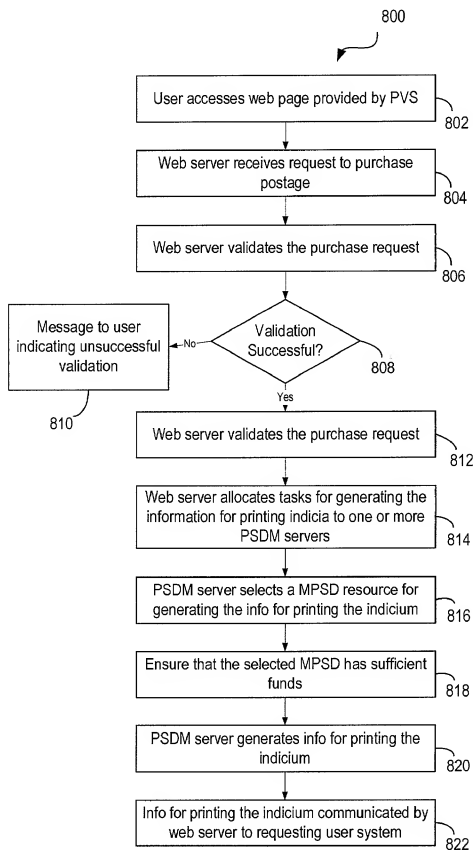 800
User accesses web page provided by PVS
802
Web server receives request to purchase
postage
804
Web server validates the purchase request
806
Validation
Successful?
808
No
Message to user
indicating unsuccessful
validation
810
Yes
Web server validates the purchase request
812
Web server allocates tasks for generating the
information for printing indicia to one or more
PSDM servers
814
PSDM server selects a MPSD resource for
generating the info for printing the indicium
816
Ensure that the selected MPSD has sufficient
funds
818
PSDM server generates info for printing the
indicium
820
Info for printing the indicium communicated by
web server to requesting user system
822